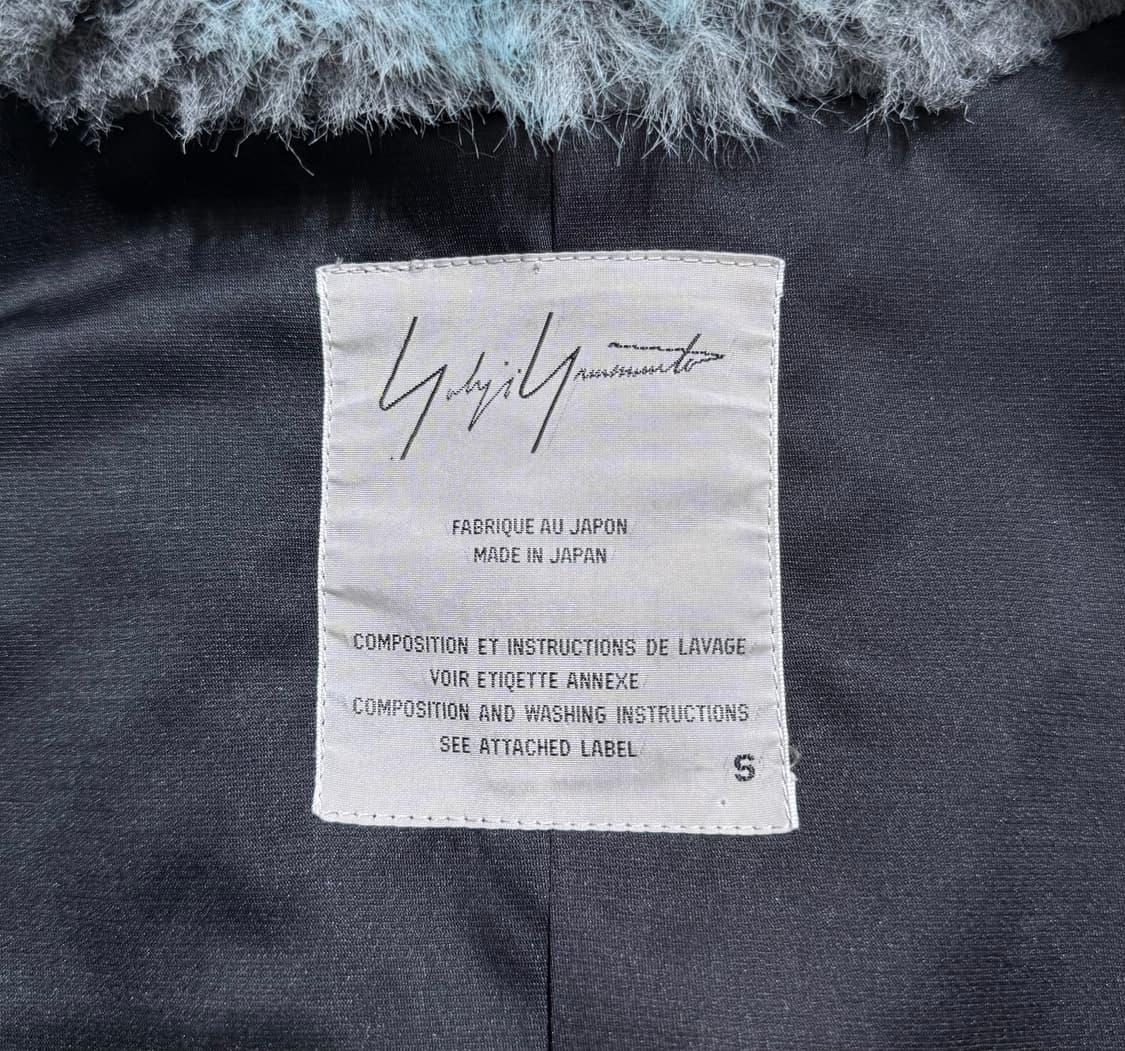 Yohji Yamamoto
FABRIQUE AU JAPON
MADE IN JAPAN
COMPOSITION ET INSTRUCTIONS DE LAVAGE
VOIR ETIQETTE ANNEXE
COMPOSITION AND WASHING INSTRUCTIONS
SEE ATTACHED LABEL
S